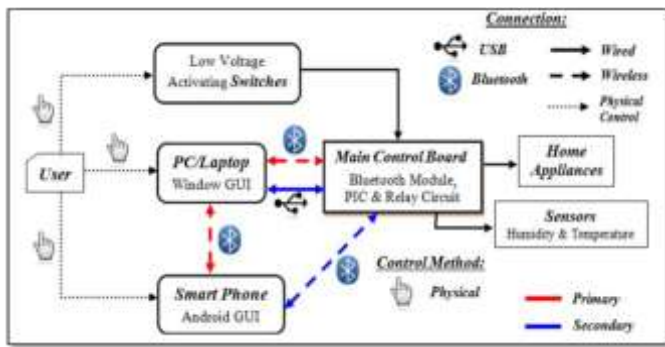 Connection:
USB
Wired
Bluetooth
Wireless
Physical
Control
Low Voltage
Activating Switches
User
PC/Laptop
Window GUI
Main Control Board
Bluetooth Module,
PIC & Relay Circuit
Home
Appliances
Sensors
Humidity & Temperature
Smart Phone
Android GUI
Control Method:
Physical
Primary
Secondary